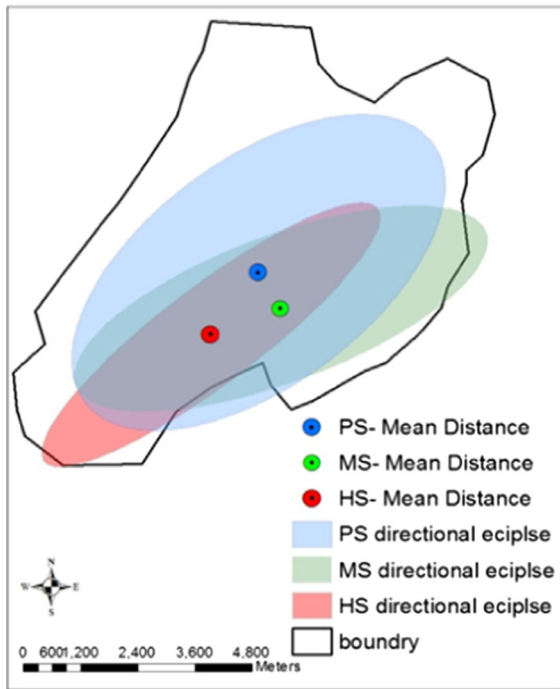 PS- Mean Distance
MS- Mean Distance
HS- Mean Distance
PS directional eciplse
MS directional eciplse
HS directional eciplse
boundry
N
W E
S
0 6001,200 2,400 3,600 4,800
Meters